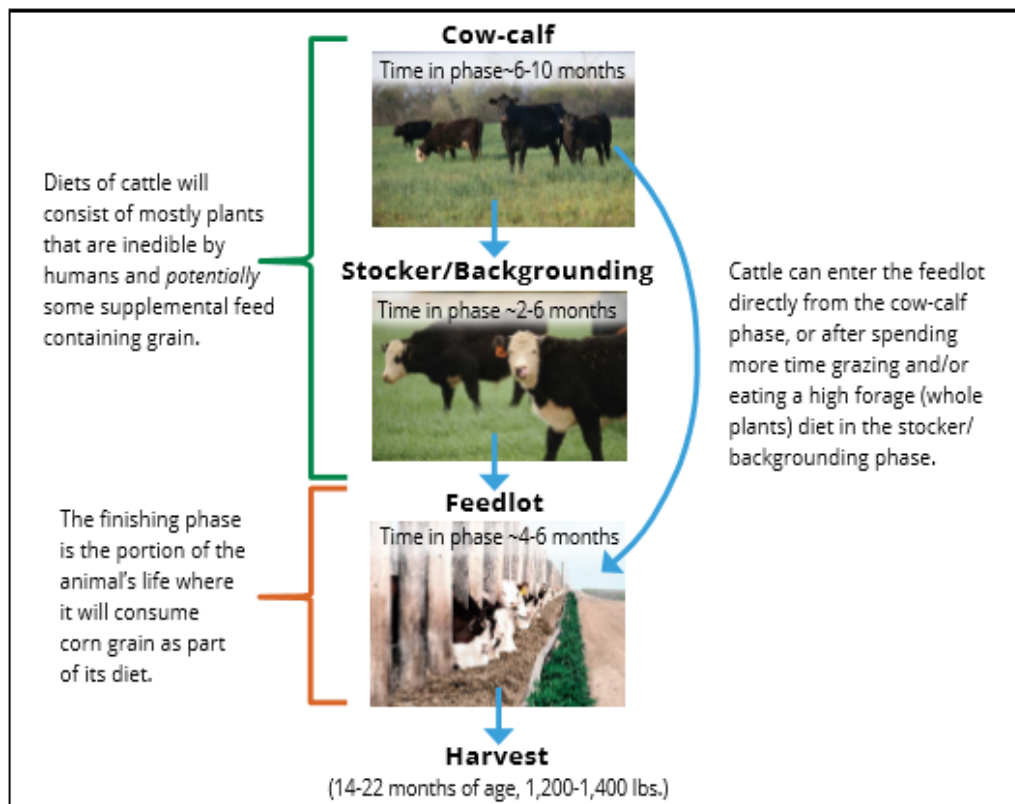 Cow-calf
Time in phase~6-10 months
Diets of cattle will
consist of mostly plants
that are inedible by
humans and potentially
some supplemental feed
containing grain.
Stocker/Backgrounding
Time in phase ~2-6 months
Cattle can enter the feedlot
directly from the cow-calf
phase, or after spending
more time grazing and/or
eating a high forage (whole
plants) diet in the stocker/
backgrounding phase.
Feedlot
Time in phase ~4-6 months
The finishing phase
is the portion of the
animal's life where
it will consume
corn grain as part
of its diet.
Harvest
(14-22 months of age, 1,200-1,400 lbs.)